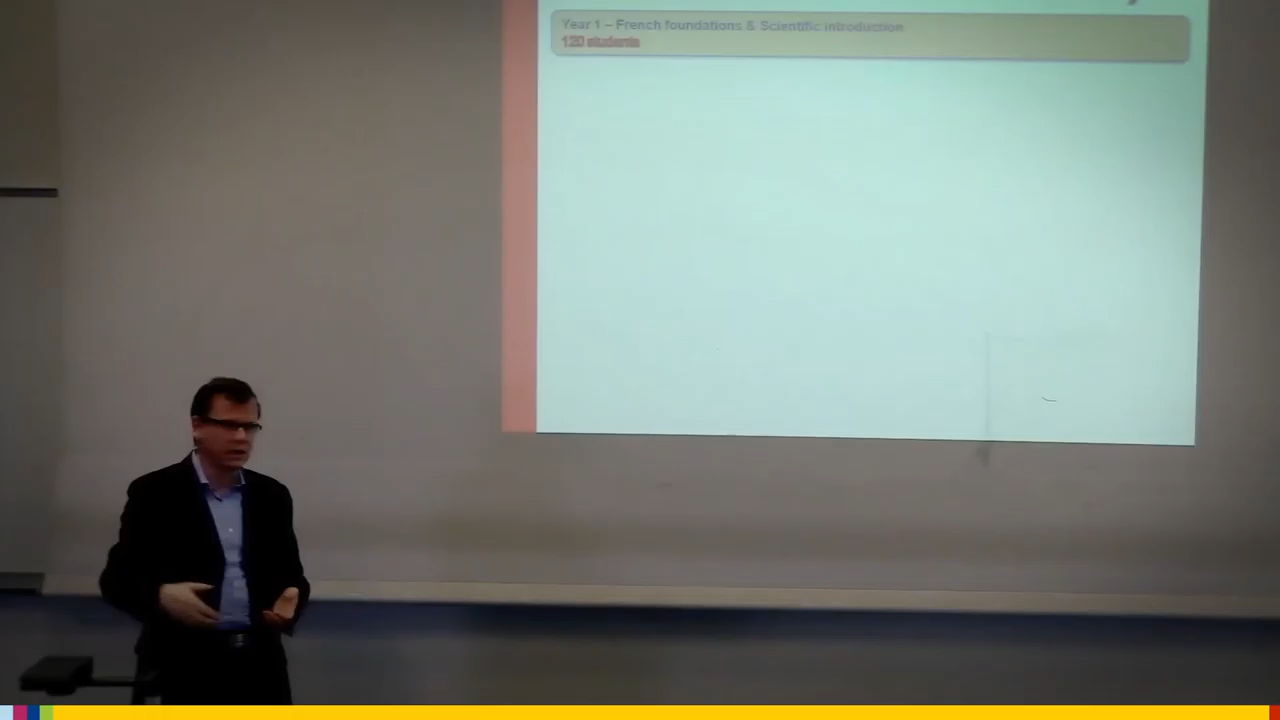 Year 1 – French foundations & Scientific introduction
120 students